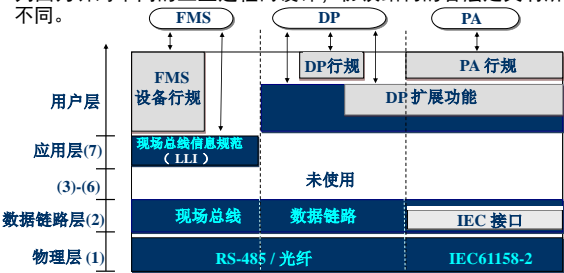 不同。
FMS
DP
PA
FMS
设备行规
DP行规
PA 行规
用户层
DP 扩展功能
应用层(7)
现场总线信息规范
（ LLI ）
(3)-(6)
未使用
数据链路层(2)
现场总线
数据链路
IEC 接口
物理层 (1)
RS-485 / 光纤
IEC61158-2